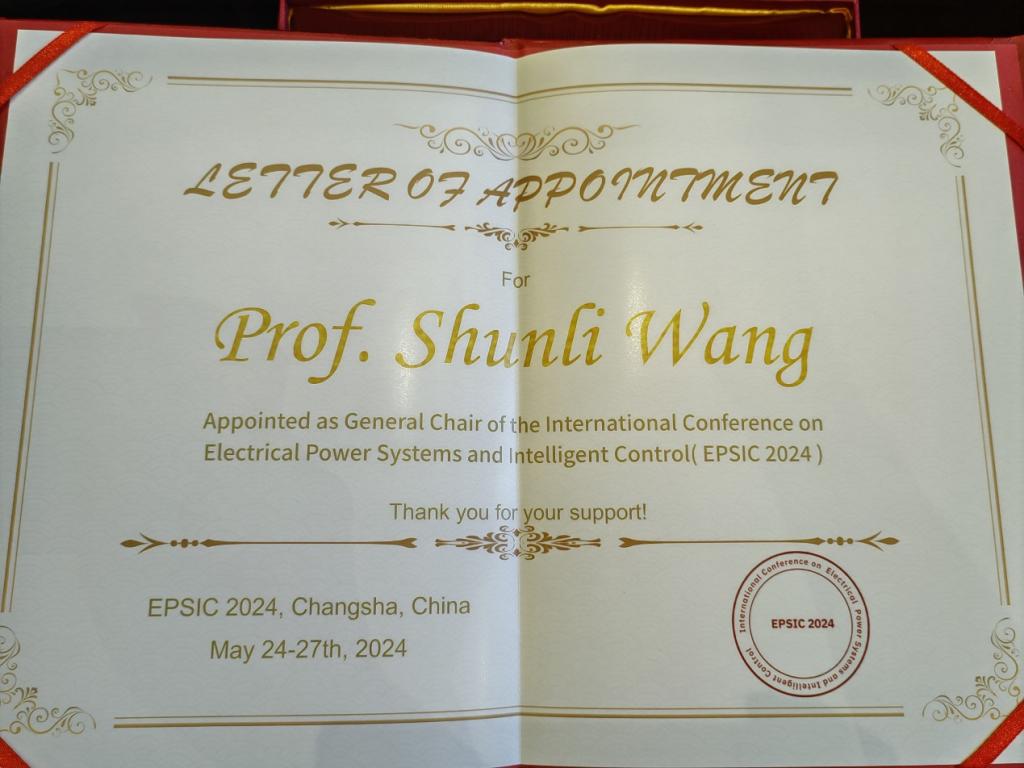 LETTER OF APPOINTMENT
For
Prof. Shunli Wang
Appointed as General Chair of the International Conference on
Electrical Power Systems and Intelligent Control( EPSIC 2024 )
Thank you for your support!
EPSIC 2024, Changsha, China
May 24-27th, 2024
International Conference on Electrical Power Systems and Intelligent Control
EPSIC 2024